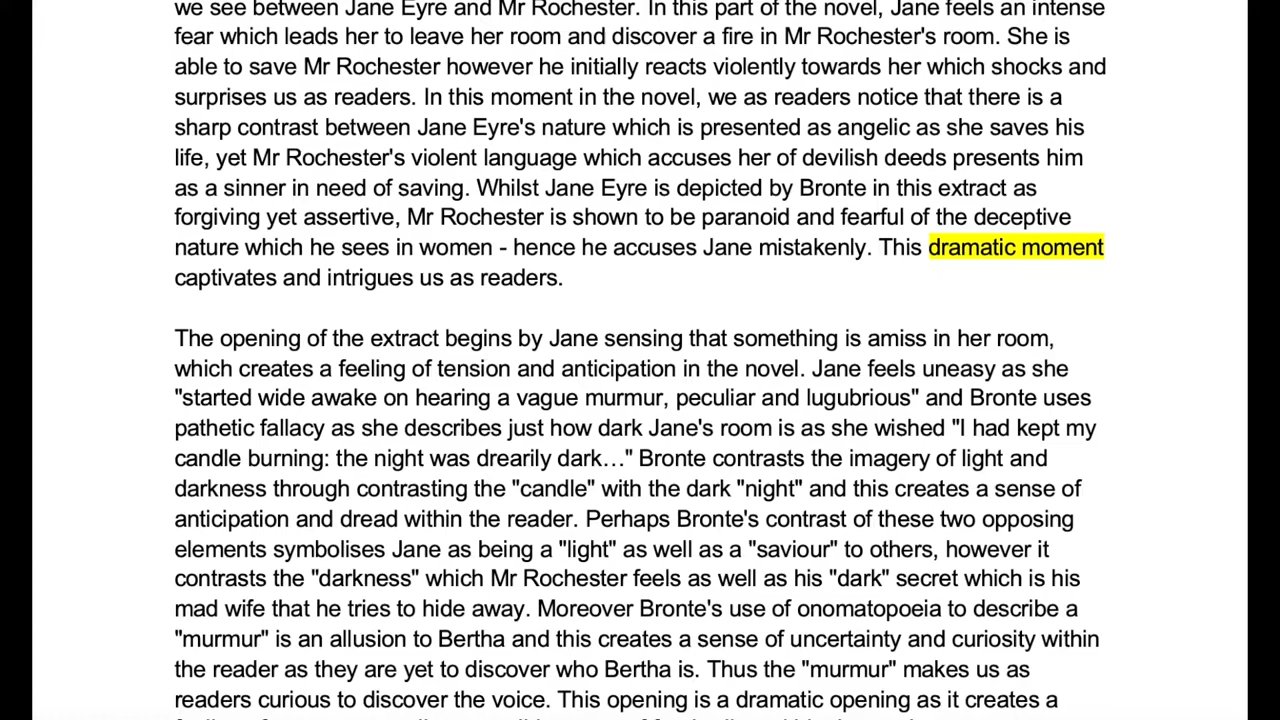 we see between Jane Eyre and Mr Rochester. In this part of the novel, Jane feels an intense
fear which leads her to leave her room and discover a fire in Mr Rochester's room. She is
able to save Mr Rochester however he initially reacts violently towards her which shocks and
surprises us as readers. In this moment in the novel, we as readers notice that there is a
sharp contrast between Jane Eyre's nature which is presented as angelic as she saves his
life, yet Mr Rochester's violent language which accuses her of devilish deeds presents him
as a sinner in need of saving. Whilst Jane Eyre is depicted by Bronte in this extract as
forgiving yet assertive, Mr Rochester is shown to be paranoid and fearful of the deceptive
nature which he sees in women - hence he accuses Jane mistakenly. This dramatic moment
captivates and intrigues us as readers.
The opening of the extract begins by Jane sensing that something is amiss in her room,
which creates a feeling of tension and anticipation in the novel. Jane feels uneasy as she
"started wide awake on hearing a vague murmur, peculiar and lugubrious" and Bronte uses
pathetic fallacy as she describes just how dark Jane's room is as she wished "I had kept my
candle burning: the night was drearily dark…" Bronte contrasts the imagery of light and
darkness through contrasting the "candle" with the dark "night" and this creates a sense of
anticipation and dread within the reader. Perhaps Bronte's contrast of these two opposing
elements symbolises Jane as being a "light" as well as a "saviour" to others, however it
contrasts the "darkness" which Mr Rochester feels as well as his "dark" secret which is his
mad wife that he tries to hide away. Moreover Bronte's use of onomatopoeia to describe a
"murmur" is an allusion to Bertha and this creates a sense of uncertainty and curiosity within
the reader as they are yet to discover who Bertha is. Thus the "murmur" makes us as
readers curious to discover the voice. This opening is a dramatic opening as it creates a